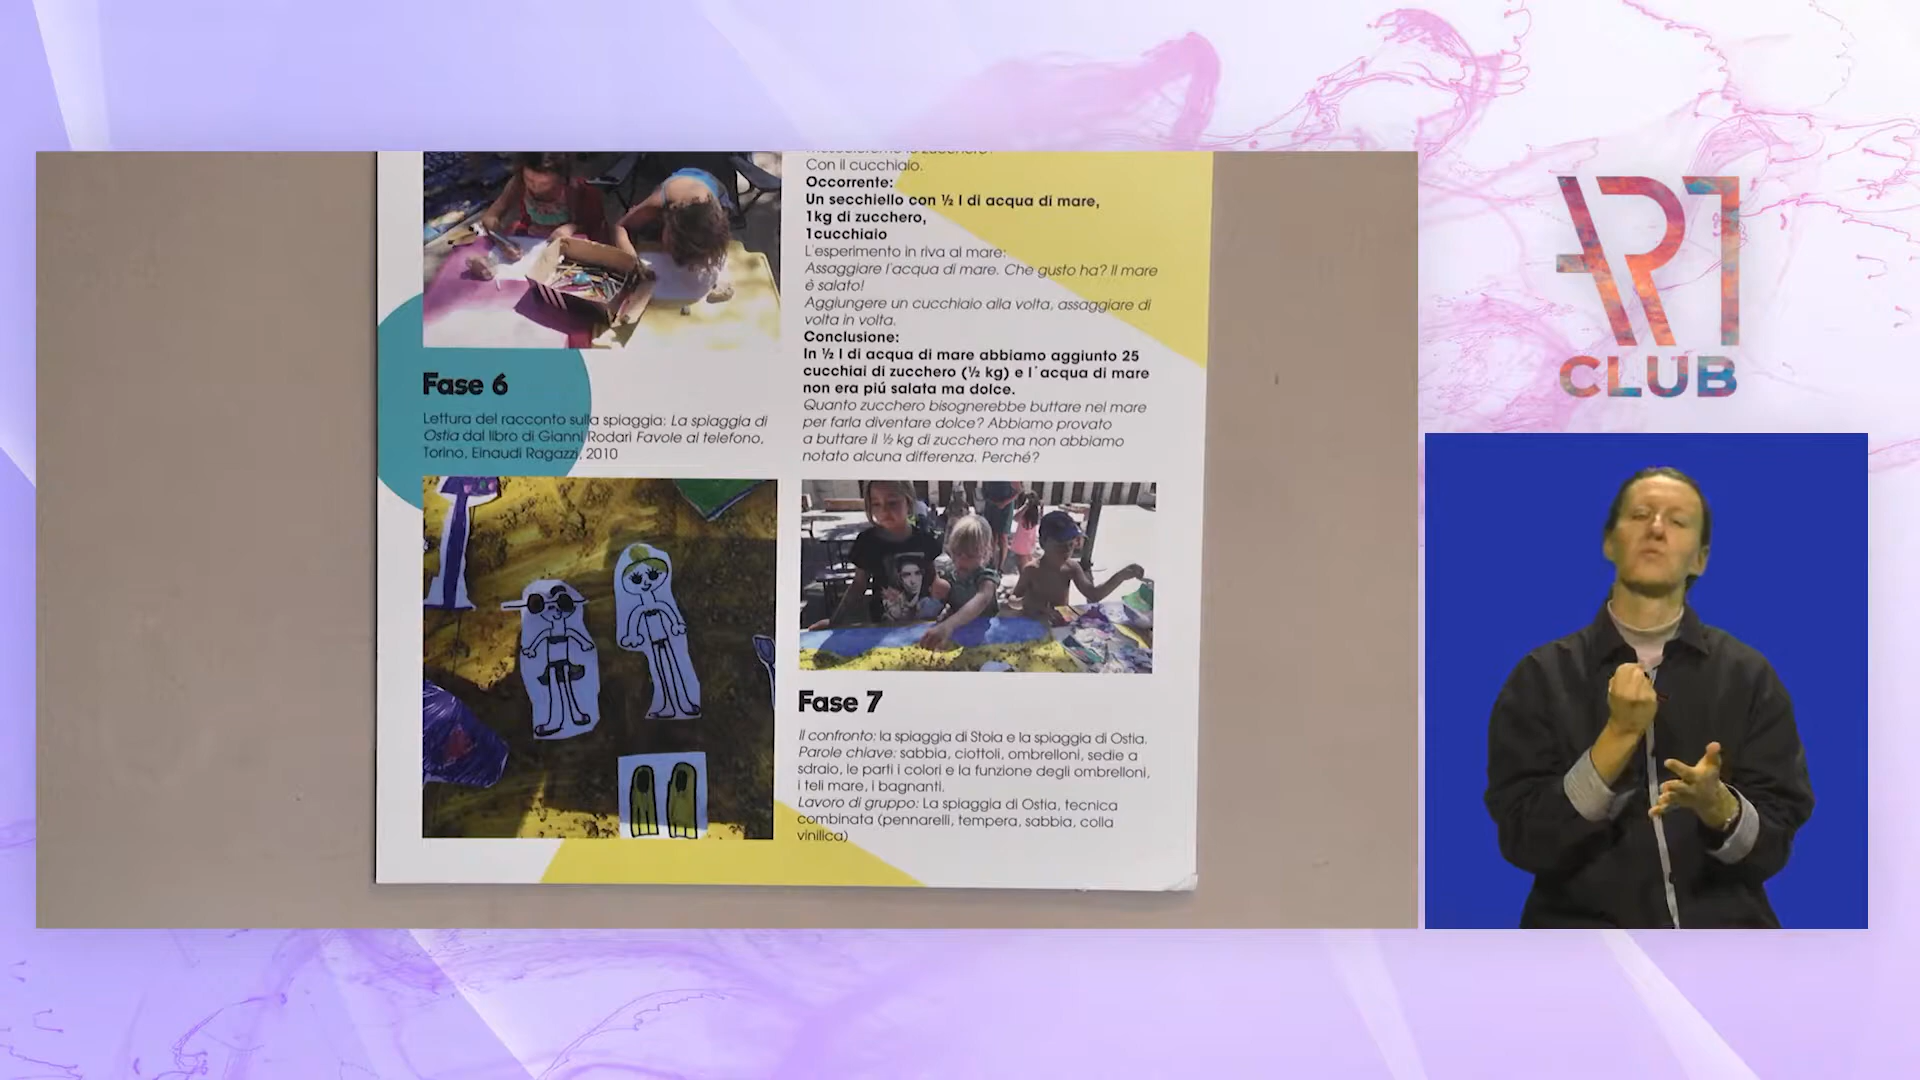 Fase 6
Lettura del racconto sulla spiaggia: La spiaggia di
Ostia dal libro di Gianni Rodari Favole al telefono,
Torino, Einaudi Ragazzi, 2010
Con il cucchiaio.
Occorrente:
Un secchiello con ½ l di acqua di mare,
1kg di zucchero,
1cucchiaio
L'esperimento in riva al mare:
Assaggiare l'acqua di mare. Che gusto ha? Il mare
è salato!
Aggiungere un cucchiaio alla volta, assaggiare di
volta in volta.
Conclusione:
In ½ l di acqua di mare abbiamo aggiunto 25
cucchiai di zucchero (½ kg) e l´acqua di mare
non era piú salata ma dolce.
Quanto zucchero bisognerebbe buttare nel mare
per farla diventare dolce? Abbiamo provato
a buttare il ½ kg di zucchero ma non abbiamo
notato alcuna differenza. Perché?
Fase 7
Il confronto: la spiaggia di Stoia e la spiaggia di Ostia.
Parole chiave: sabbia, ciottoli, ombrelloni, sedie a
sdraio, le parti i colori e la funzione degli ombrelloni,
i teli mare, i bagnanti.
Lavoro di gruppo: La spiaggia di Ostia, tecnica
combinata (pennarelli, tempera, sabbia, colla
vinilica)
ART
CLUB